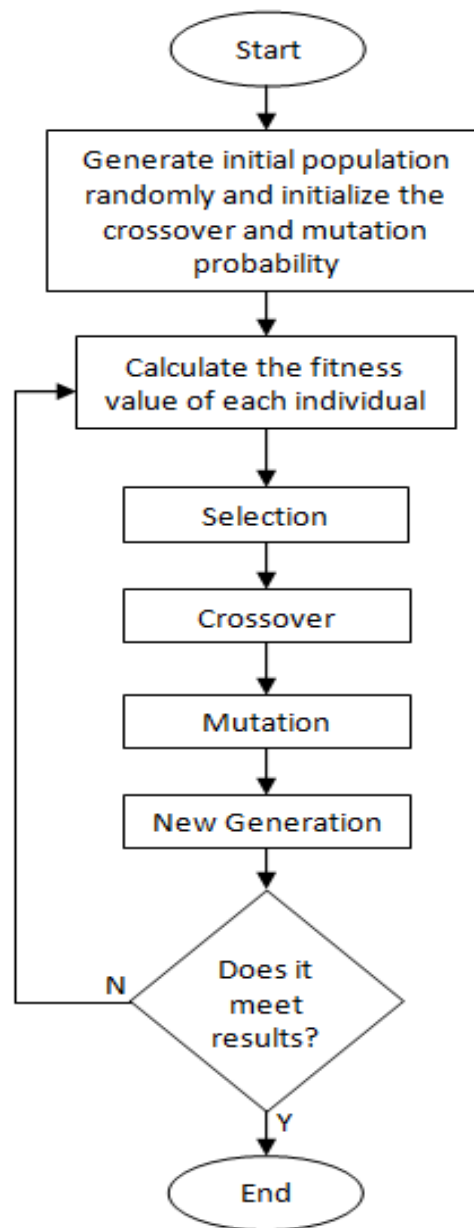 Start
Generate initial population
randomly and initialize the
crossover and mutation
probability
Calculate the fitness
value of each individual
Selection
Crossover
Mutation
New Generation
Does it
meet
results?
N
Y
End